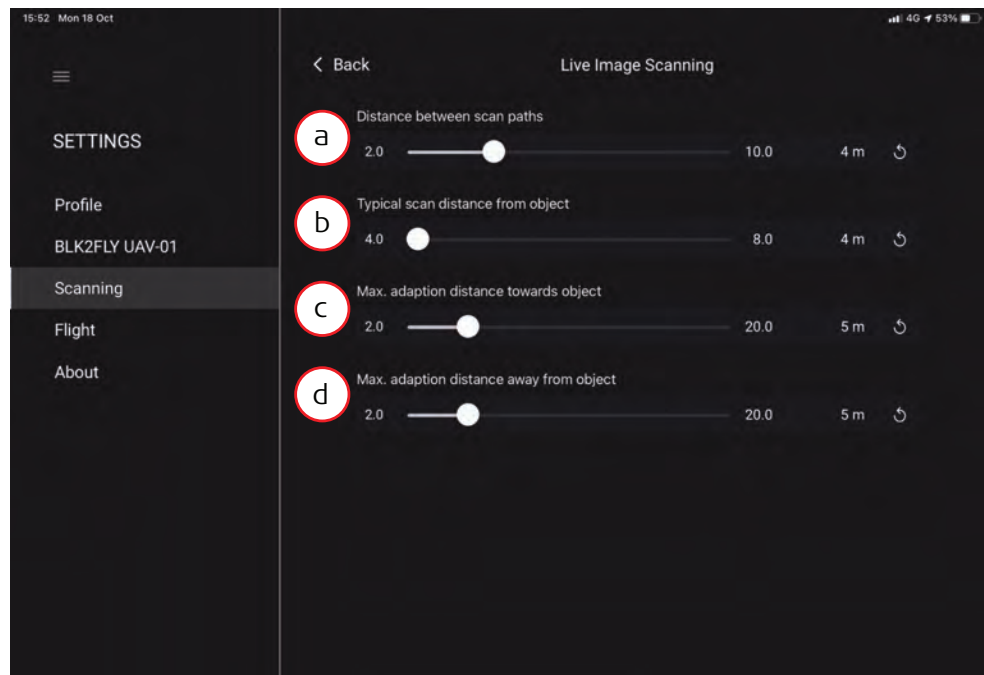 15:52 Mon 18 Oct
4G 53%
Back
Live Image Scanning
SETTINGS
Profile
BLK2FLY UAV-01
Scanning
Flight
About
a
Distance between scan paths
2.0 10.0 4 m
b
Typical scan distance from object
4.0 8.0 4 m
c
Max. adaption distance towards object
2.0 20.0 5 m
d
Max. adaption distance away from object
2.0 20.0 5 m